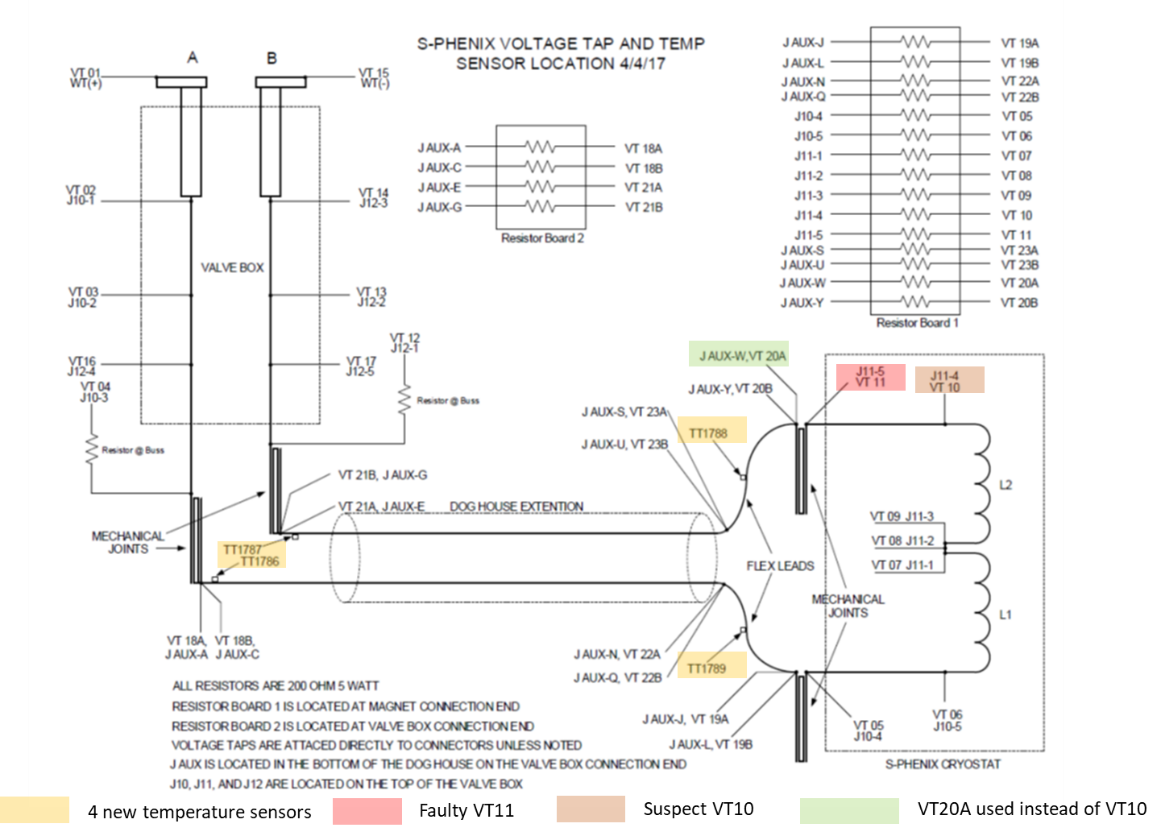 S-PHENIX VOLTAGE TAP AND TEMP
SENSOR LOCATION 4/4/17
A
B
VT 01
WT(+)
VT 15
WT(-)
VT 02
J10-1
VT 14
J12-3
VALVE BOX
VT 03
J10-2
VT 13
J12-2
VT16
J12-4
VT 17
J12-5
VT 04
J10-3
VT 12
J12-1
Resistor @ Buss
Resistor @ Buss
J AUX-A VT 18A
J AUX-C VT 18B
J AUX-E VT 21A
J AUX-G VT 21B
Resistor Board 2
J AUX-J VT 19A
J AUX-L VT 19B
J AUX-N VT 22A
J AUX-Q VT 22B
J10-4 VT 05
J10-5 VT 06
J11-1 VT 07
J11-2 VT 08
J11-3 VT 09
J11-4 VT 10
J11-5 VT 11
J AUX-S VT 23A
J AUX-U VT 23B
J AUX-W VT 20A
J AUX-Y VT 20B
Resistor Board 1
J AUX-W,VT 20A
J AUX-Y, VT 20B
J11-5
VT 11
J11-4
VT 10
J AUX-S, VT 23A
J AUX-U, VT 23B
TT1788
VT 21B, J AUX-G
VT 21A, J AUX-E
DOG HOUSE EXTENTION
MECHANICAL
JOINTS
TT1787
TT1786
L2
VT 09 J11-3
VT 08 J11-2
VT 07 J11-1
FLEX LEADS
MECHANICAL
JOINTS
L1
VT 18A,
J AUX-A
VT 18B,
J AUX-C
J AUX-N, VT 22A
J AUX-Q, VT 22B
TT1789
J AUX-J, VT 19A
J AUX-L, VT 19B
VT 05
J10-4
VT 06
J10-5
S-PHENIX CRYOSTAT
ALL RESISTORS ARE 200 OHM 5 WATT
RESISTOR BOARD 1 IS LOCATED AT MAGNET CONNECTION END
RESISTOR BOARD 2 IS LOCATED AT VALVE BOX CONNECTION END
VOLTAGE TAPS ARE ATTACED DIRECTLY TO CONNECTORS UNLESS NOTED
J AUX IS LOCATED IN THE BOTTOM OF THE DOG HOUSE ON THE VALVE BOX CONNECTION END
J10, J11, AND J12 ARE LOCATED ON THE TOP OF THE VALVE BOX
4 new temperature sensors
Faulty VT11
Suspect VT10
VT20A used instead of VT10